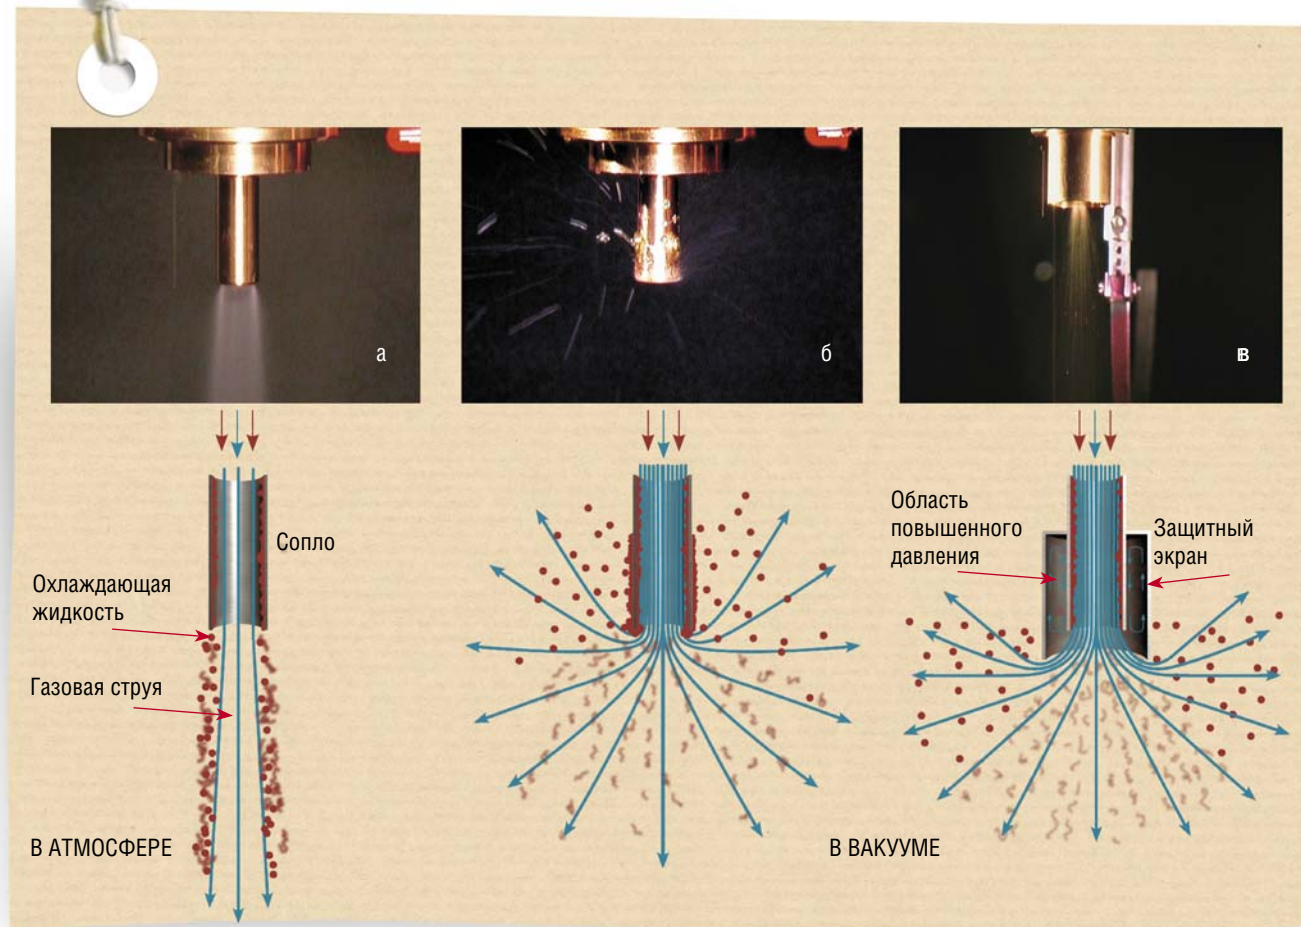 а
б
в
Сопло
Охлаждающая
жидкость
Газовая струя
В АТМОСФЕРЕ
Область
повышенного
давления
Защитный
экран
В ВАКУУМЕ